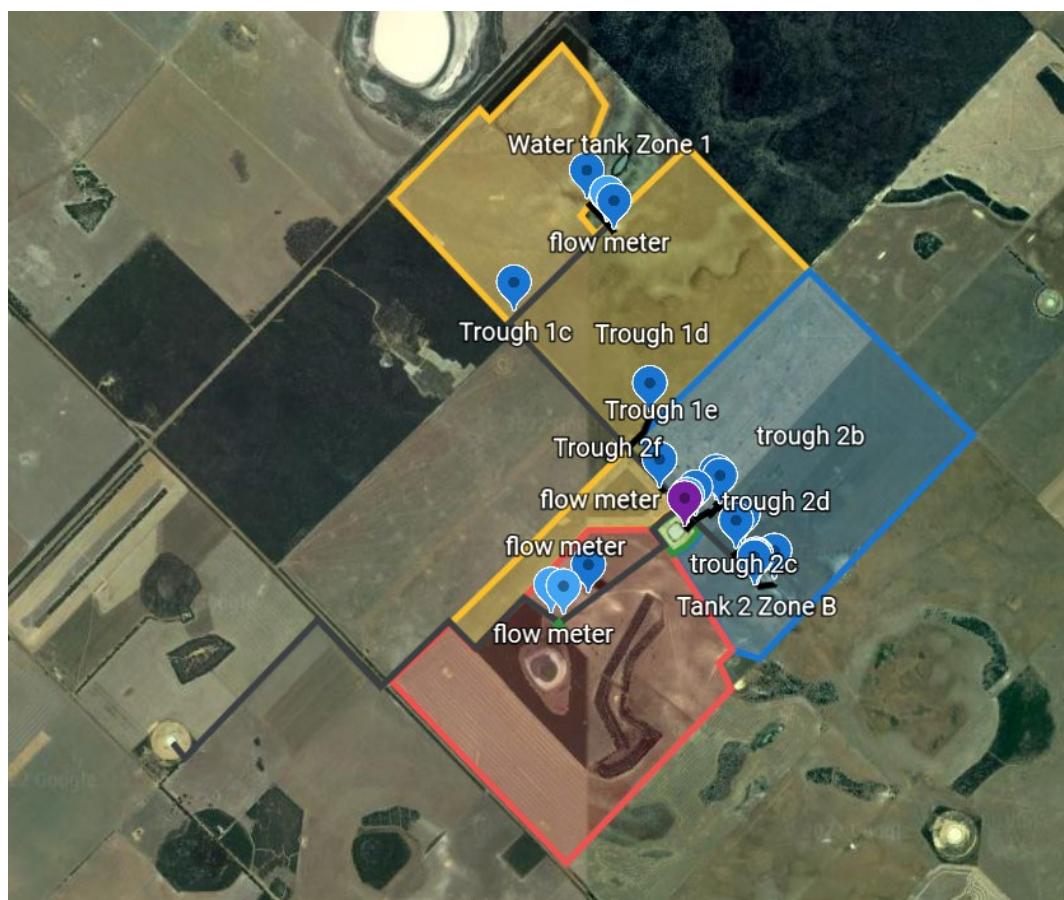 Water tank Zone 1
flow meter
Trough 1c
Trough 1d
Trough 1e
trough 2b
Trough 2f
flow meter
trough 2d
flow meter
trough 2c
Tank 2 Zone B
flow meter
Google